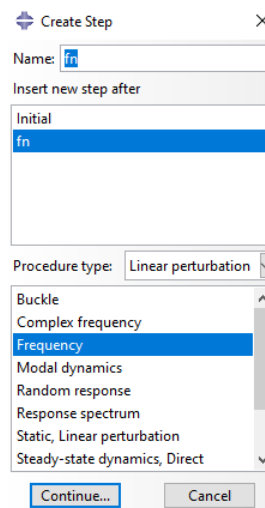 Create Step
Name: fn
Insert new step after
Initial
fn
Procedure type: Linear perturbation
Buckle
Complex frequency
Frequency
Modal dynamics
Random response
Response spectrum
Static, Linear perturbation
Steady-state dynamics, Direct
Continue... Cancel